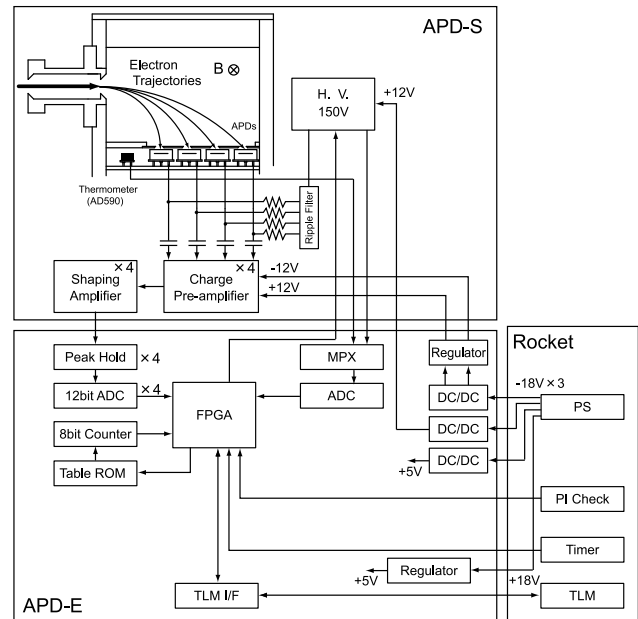 APD-S
Electron
Trajectories
B ⊗
APDs
H. V.
150V
+12V
Thermometer
(AD590)
Ripple Filter
-12V
+12V
Shaping
Amplifier
×4
Charge
Pre-amplifier
×4
Peak Hold
×4
12bit ADC
×4
8bit Counter
Table ROM
FPGA
MPX
ADC
Regulator
DC/DC
DC/DC
DC/DC
+5V
Rocket
-18V×3
PS
PI Check
Timer
Regulator
+5V
+18V
TLM I/F
TLM
APD-E